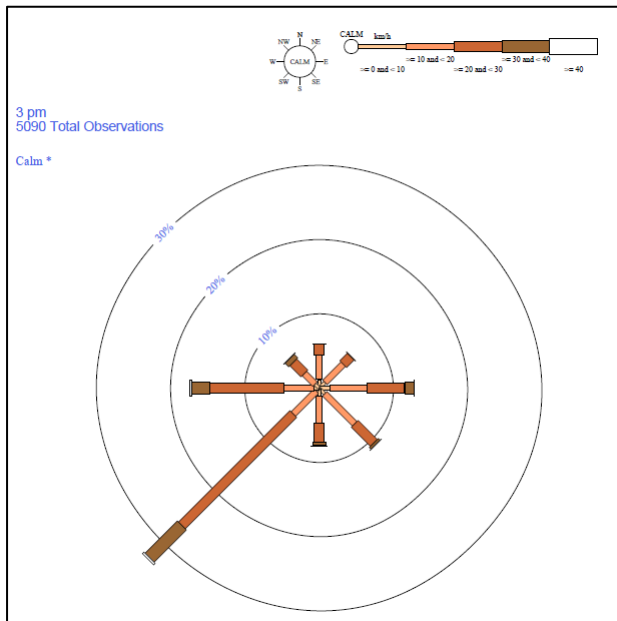 N
NW NE
W CALM E
SW SE
S
CALM km/h
>= 10 and < 20 >= 30 and < 40
>= 0 and < 10 >= 20 and < 30 >= 40
3 pm
5090 Total Observations
Calm *
30%
20%
10%